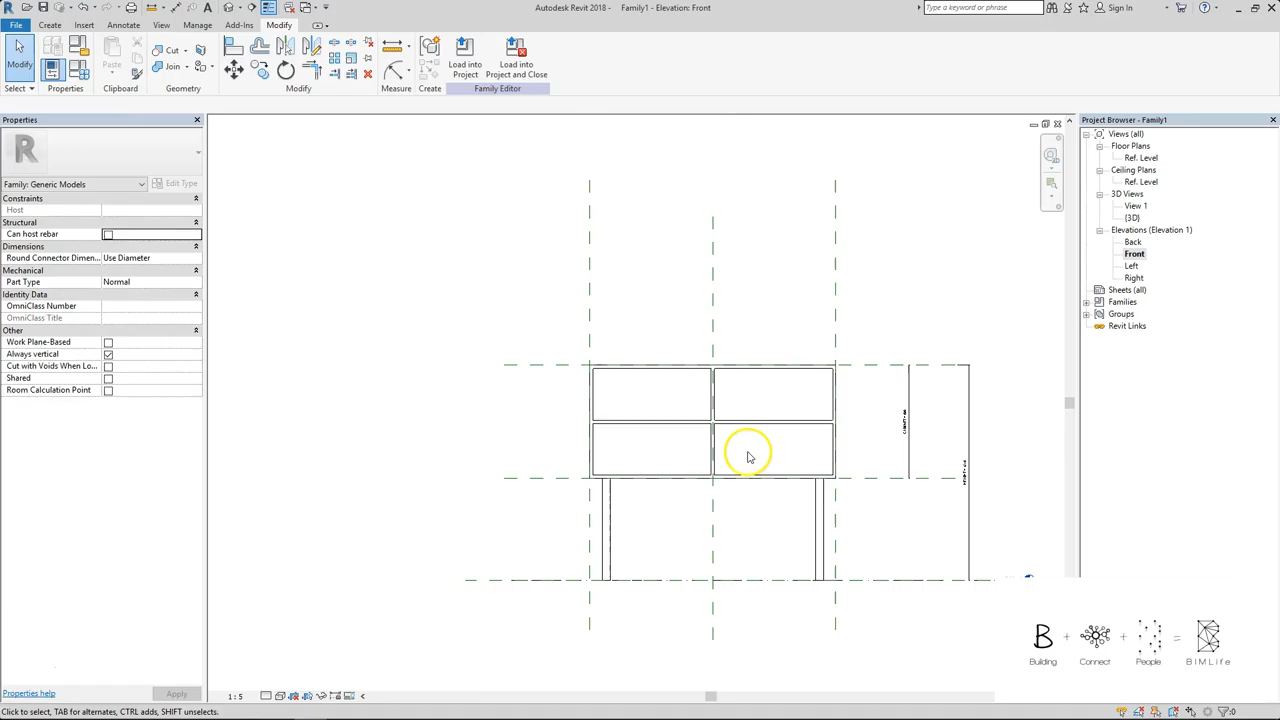 Autodesk Revit 2018 - Family1 - Elevation: Front
Type a keyword or phrase
Sign In
File Create Insert Annotate View Manage Add-Ins Modify
Modify
Paste
Cut
Join
Load into
Project
Load into
Project and Close
Select Properties Clipboard Geometry Modify Measure Create Family Editor
Properties
R
Family: Generic Models
Edit Type
Constraints
Host
Structural
Can host rebar
Dimensions
Round Connector Dimen... Use Diameter
Mechanical
Part Type Normal
Identity Data
OmniClass Number
OmniClass Title
Other
Work Plane-Based
Always vertical
Cut with Voids When Lo...
Shared
Room Calculation Point
Properties help
Apply
Project Browser - Family1
Views (all)
Floor Plans
Ref. Level
Ceiling Plans
Ref. Level
3D Views
View 1
{3D}
Elevations (Elevation 1)
Back
Front
Left
Right
Sheets (all)
Families
Groups
Revit Links
B + + =
Building Connect People BIMLife
1 : 5
Click to select, TAB for alternates, CTRL adds, SHIFT unselects.
:0